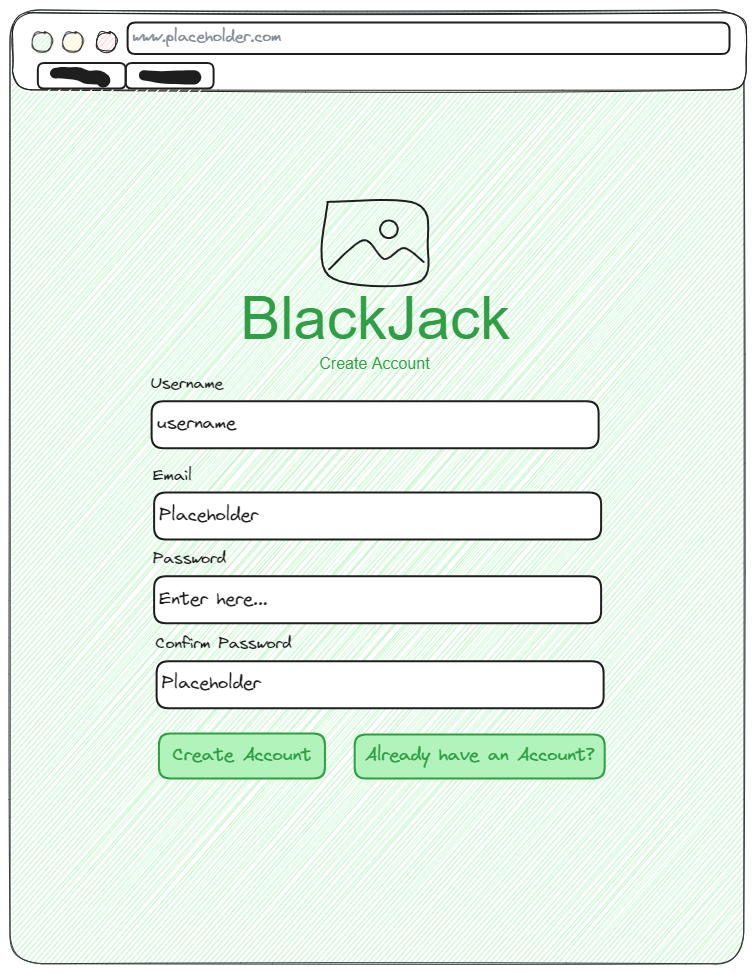 www.placeholder.com
BlackJack
Create Account
Username
username
Email
Placeholder
Password
Enter here...
Confirm Password
Placeholder
Create Account
Already have an Account?